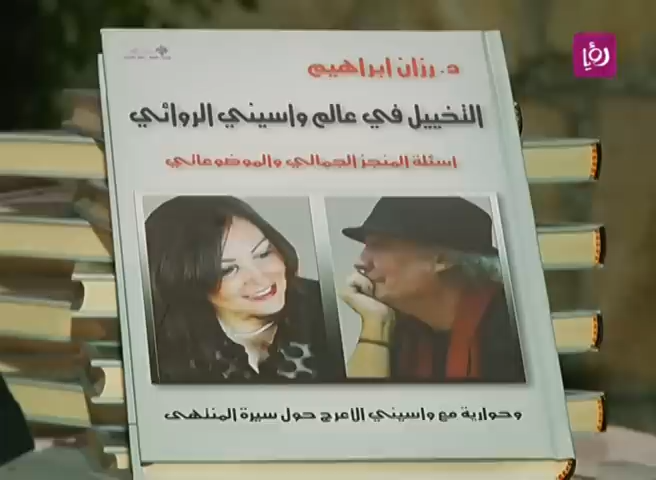 رؤيا
د. رزان ابراهيم
التخييل في عالم واسيني الروائي
اسئلة المنجز الجمالي والموضوعاتي
وحوارية مع واسيني الاعرج حول سيرة المنتهى